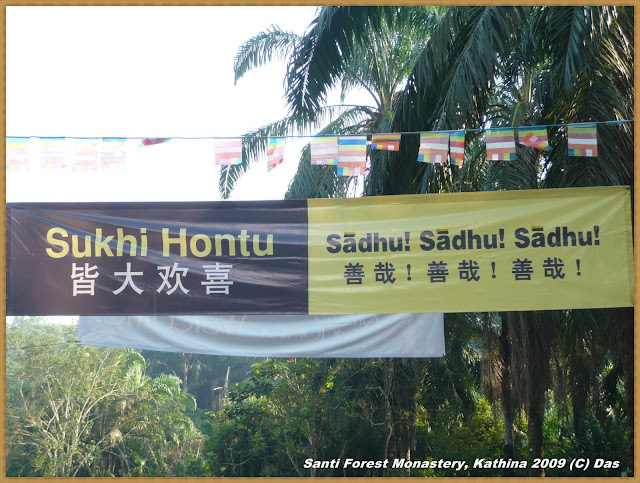 Sukhi Hontu
皆大欢喜
Sādhu! Sādhu! Sādhu!
善哉！善哉！善哉！
Santi Forest Monastery, Kathina 2009 (C) Das